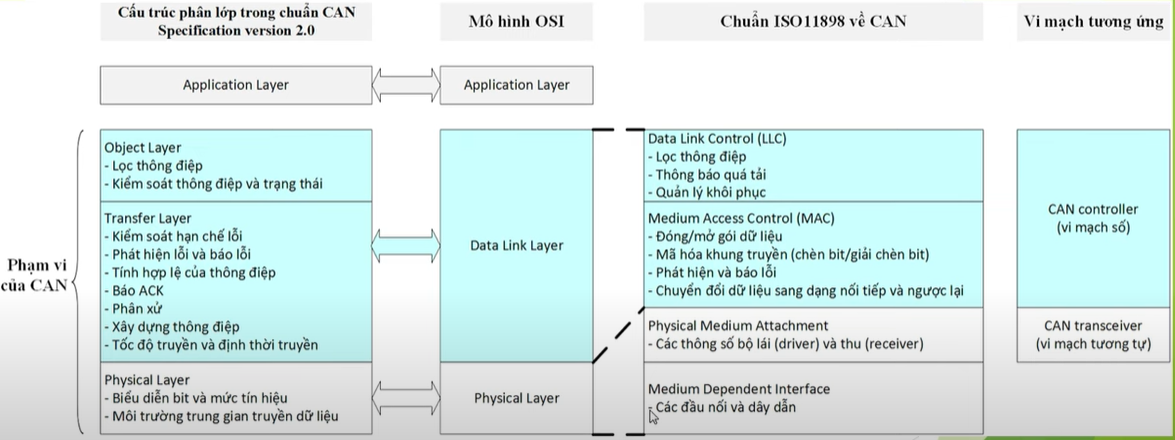 Cấu trúc phân lớp trong chuẩn CAN
Specification version 2.0
Mô hình OSI
Chuẩn ISO11898 về CAN
Vi mạch tương ứng
Application Layer
Application Layer
Phạm vi
của CAN
Object Layer
- Lọc thông điệp
- Kiểm soát thông điệp và trạng thái
Transfer Layer
- Kiểm soát hạn chế lỗi
- Phát hiện lỗi và báo lỗi
- Tính hợp lệ của thông điệp
- Báo ACK
- Phân xử
- Xây dựng thông điệp
- Tốc độ truyền và định thời truyền
Physical Layer
- Biểu diễn bit và mức tín hiệu
- Môi trường trung gian truyền dữ liệu
Data Link Layer
Physical Layer
Data Link Control (LLC)
- Lọc thông điệp
- Thông báo quá tải
- Quản lý khôi phục
Medium Access Control (MAC)
- Đóng/mở gói dữ liệu
- Mã hóa khung truyền (chèn bit/giải chèn bit)
- Phát hiện và báo lỗi
- Chuyển đổi dữ liệu sang dạng nối tiếp và ngược lại
Physical Medium Attachment
- Các thông số bộ lái (driver) và thu (receiver)
Medium Dependent Interface
- Các đầu nối và dây dẫn
CAN controller
(vi mạch số)
CAN transceiver
(vi mạch tương tự)